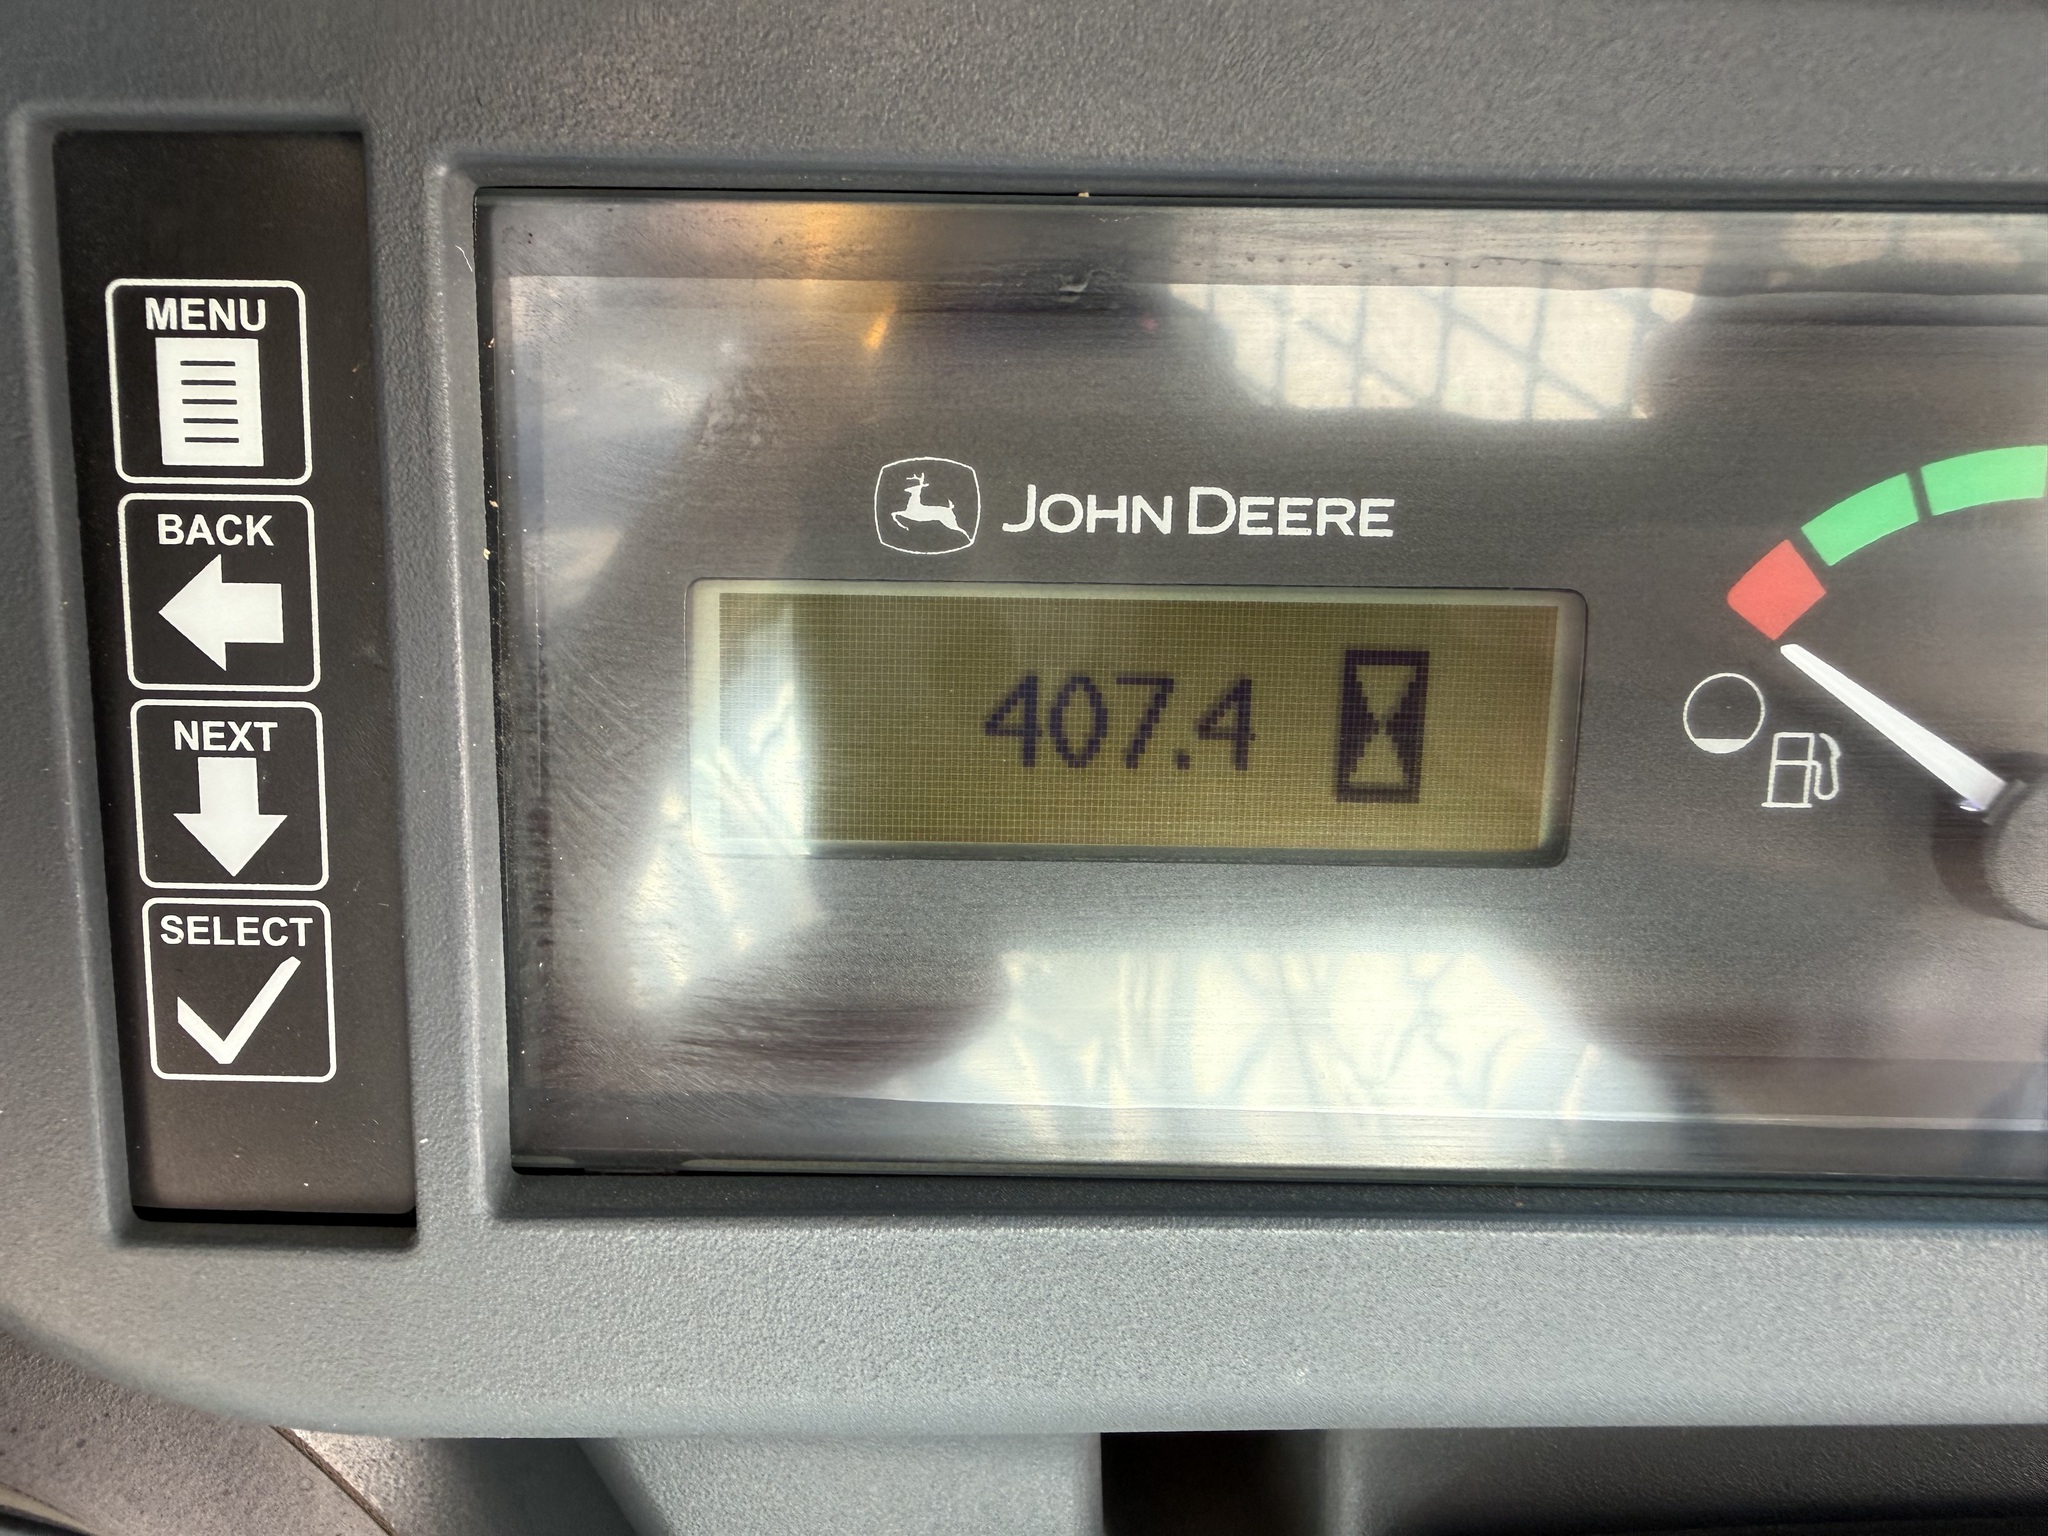 MENU
BACK
NEXT
SELECT
JOHN DEERE
407.4